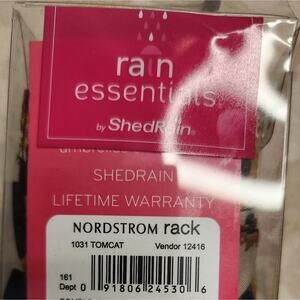 rain
essentials
by ShedRain®
SHEDRAIN
LIFETIME WARRANTY
NORDSTROM rack
1031 TOMCAT Vendor 12416
161
Dept 0 91806 24530 6